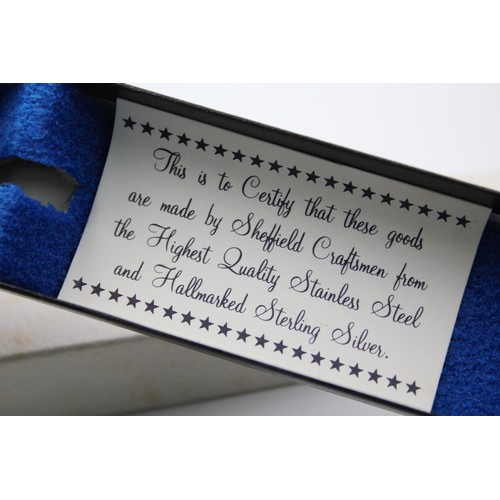 ★★★★★★★★★★★★★★★★★★★★★★★
This is to Certify that these goods
are made by Sheffield Craftsmen from
the Highest Quality Stainless Steel
and Hallmarked Sterling Silver.
★★★★★★★★★★★★★★★★★★★★★★★